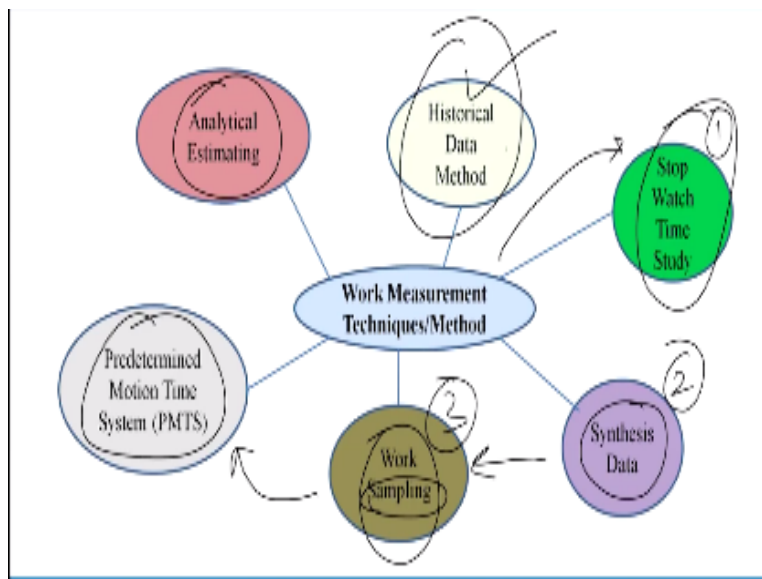 Analytical
Estimating
Historical
Data
Method
1
Stop
Watch
Time
Study
Work Measurement
Techniques/Method
Predetermined
Motion Time
System (PMTS)
3
Work
Sampling
2
Synthesis
Data